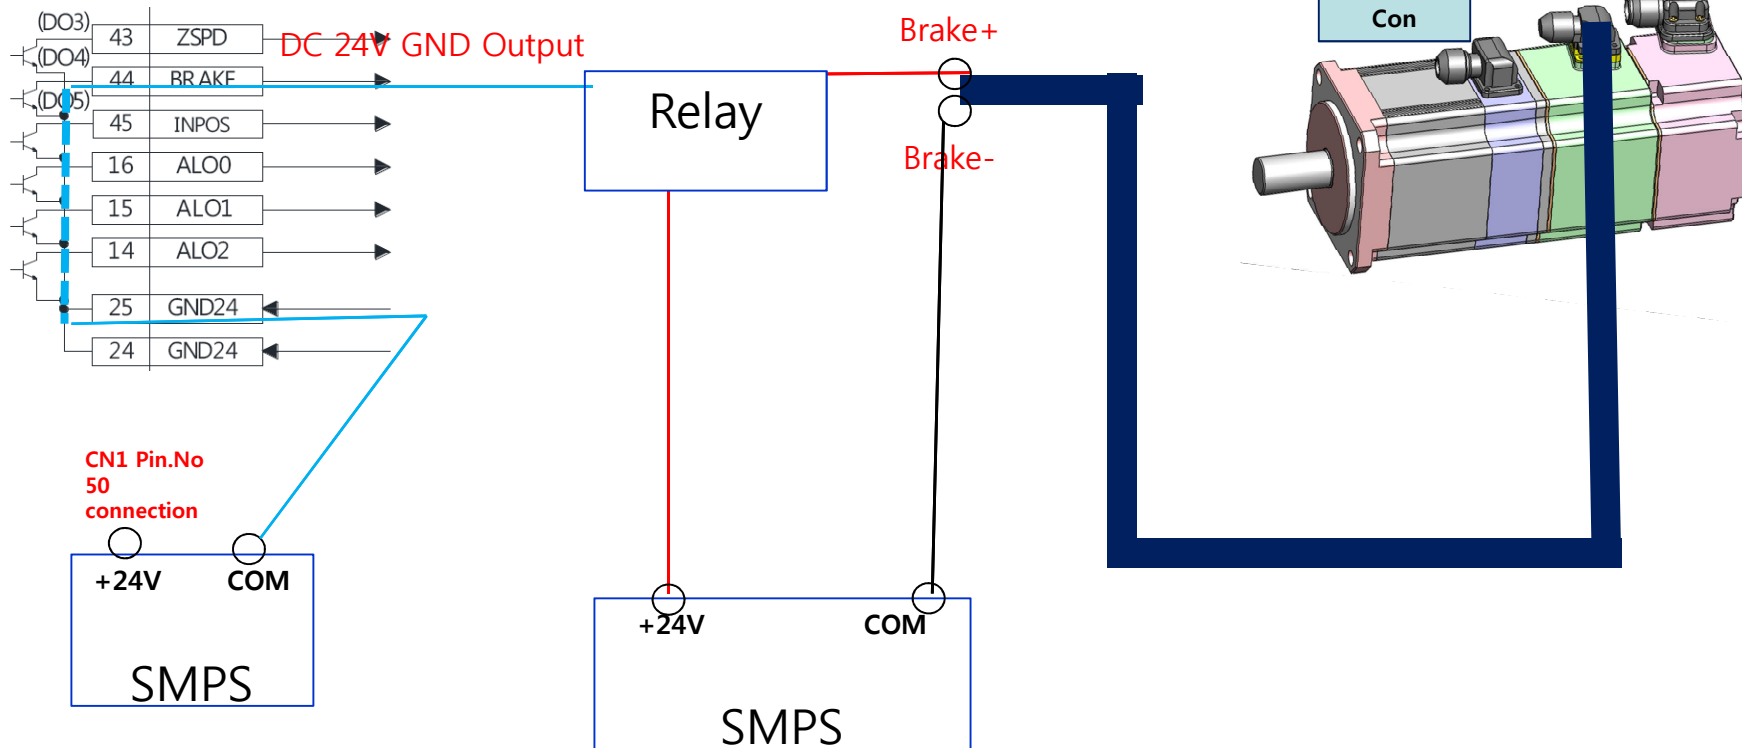 (DO3)
43 ZSPD
DC 24V GND Output
(DO4)
44 BRAKE
(DO5)
45 INPOS
16 ALO0
15 ALO1
14 ALO2
25 GND24
24 GND24
Relay
Brake+
Brake-
Con
CN1 Pin.No
50
connection
+24V COM
SMPS
+24V COM
SMPS